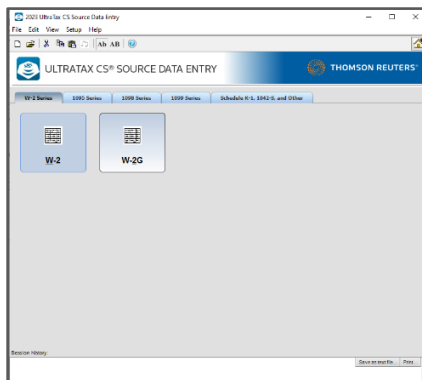 2023 UltraTax CS Source Data Entry
File Edit View Setup Help
Ab AB
ULTRATAX CS® SOURCE DATA ENTRY
THOMSON REUTERS®
W-2 Series 1095 Series 1098 Series 1099 Series Schedule K-1, 1042-S, and Other
W-2 W-2G
Session history
Save as text file... Print...